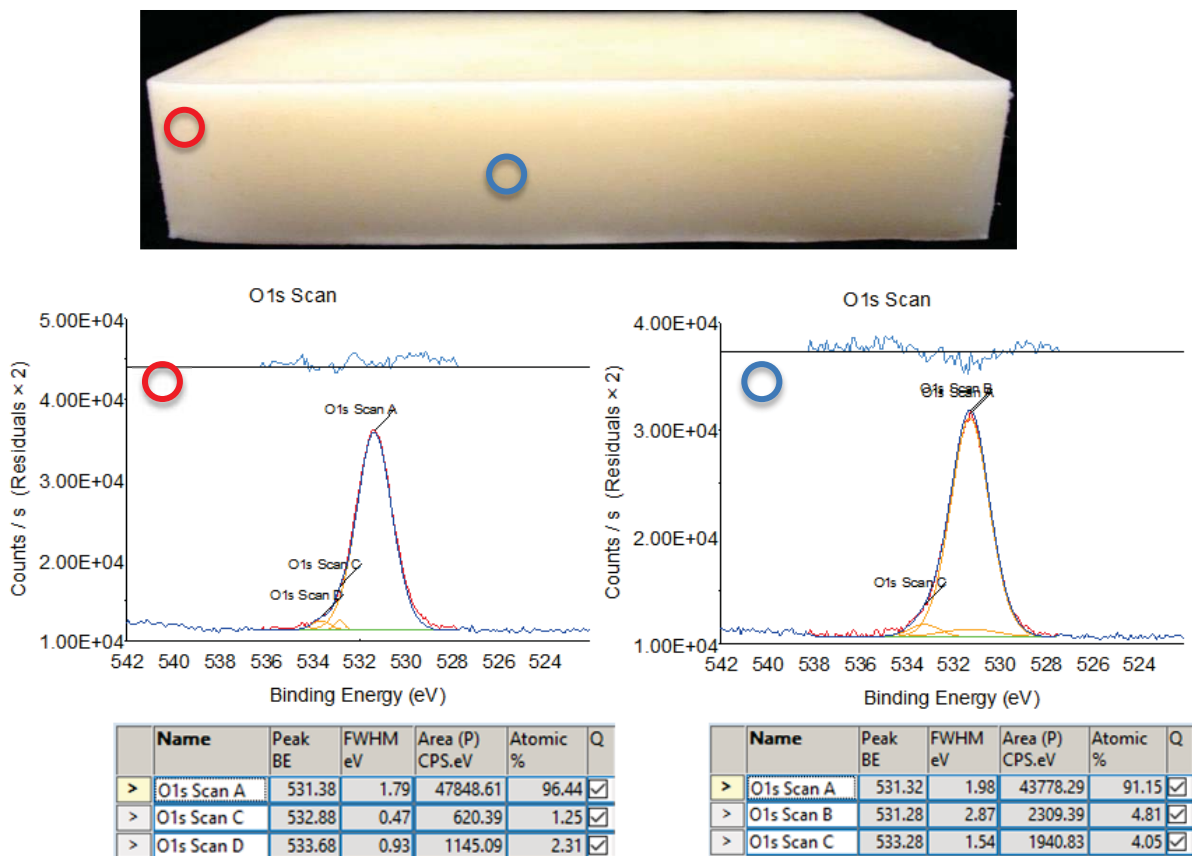 O1s Scan
5.00E+04
4.00E+04
3.00E+04
2.00E+04
1.00E+04
Counts / s (Residuals × 2)
O1s Scan A
O1s Scan C
O1s Scan D
542 540 538 536 534 532 530 528 526 524
Binding Energy (eV)
Name Peak BE FWHM eV Area (P) CPS.eV Atomic % Q
> O1s Scan A 531.38 1.79 47848.61 96.44
> O1s Scan C 532.88 0.47 620.39 1.25
> O1s Scan D 533.68 0.93 1145.09 2.31
O1s Scan
4.00E+04
3.00E+04
2.00E+04
1.00E+04
Counts / s (Residuals × 2)
O1s Scan B
O1s Scan A
O1s Scan C
542 540 538 536 534 532 530 528 526 524
Binding Energy (eV)
Name Peak BE FWHM eV Area (P) CPS.eV Atomic % Q
> O1s Scan A 531.32 1.98 43778.29 91.15
> O1s Scan B 531.28 2.87 2309.39 4.81
> O1s Scan C 533.28 1.54 1940.83 4.05